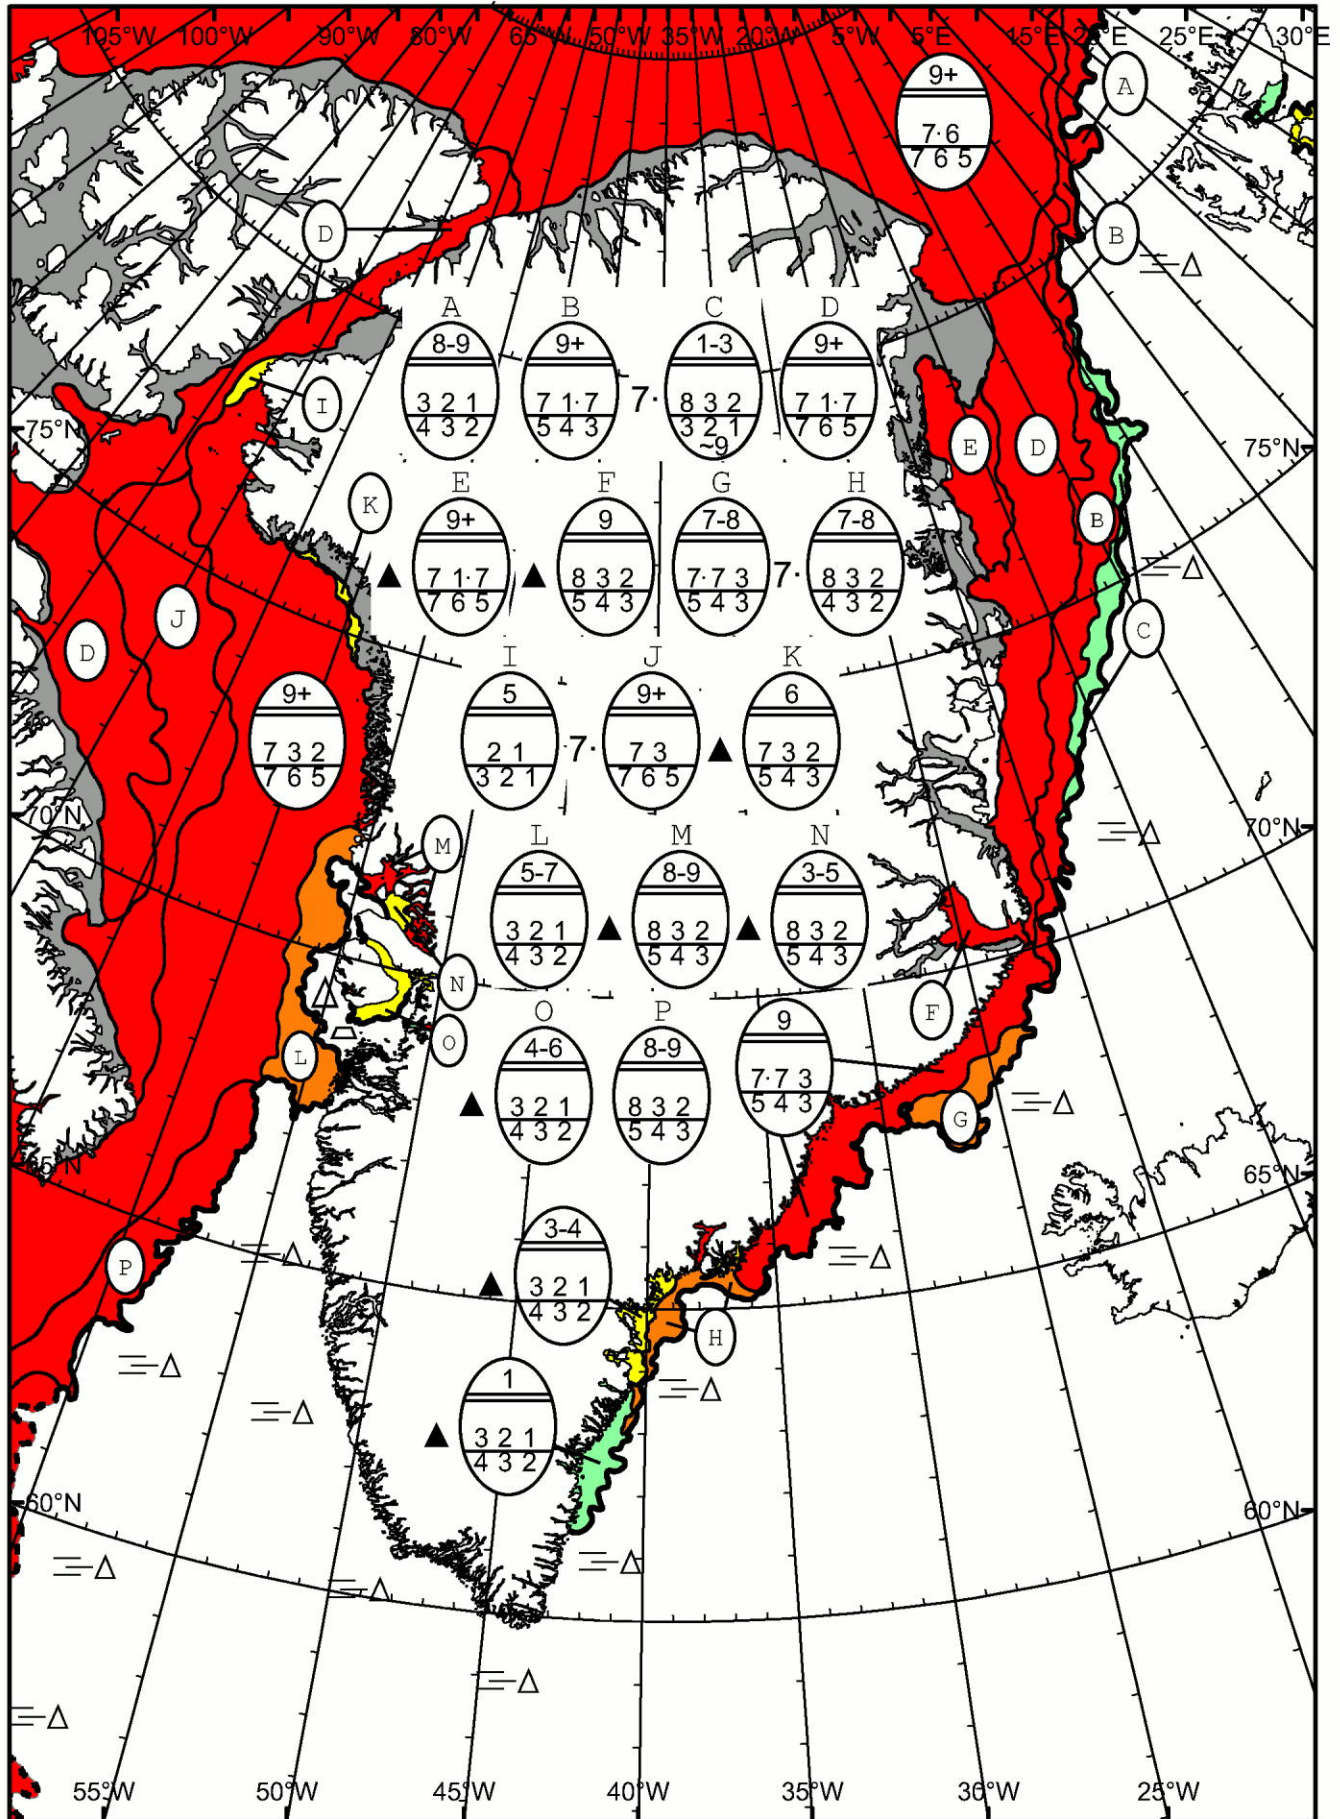 105°W 100°W 90°W 80°W 65°W 50°W 35°W 20°W 5°W 5°E 15°E 20°E 25°E 30°E
9+
7·6
7 6 5
A
B
D
I
A B C D
8-9 9+ 1-3 9+
3 2 1 7 1·7 7· 8 3 2 7 1·7
4 3 2 5 4 3 3 2 1 7 6 5
~9
75°N E D 75°N
K B
E F G H
9+ 9 7-8 7-8
▲ 7 1·7 ▲ 8 3 2 7·7 3 7· 8 3 2
7 6 5 5 4 3 5 4 3 4 3 2
J
D C
I J K
9+ 5 9+ 6
7 3 2 2 1 7· 7 3 ▲ 7 3 2
7 6 5 3 2 1 7 6 5 5 4 3
70°N 70°N
M
L M N
5-7 8-9 3-5
3 2 1 ▲ 8 3 2 ▲ 8 3 2
4 3 2 5 4 3 5 4 3
N F
O P 9
L O 4-6 8-9 7·7 3
▲ 3 2 1 8 3 2 5 4 3
4 3 2 5 4 3 G
65°N 65°N
3-4
P ▲ 3 2 1
4 3 2
H
1
▲ 3 2 1
4 3 2
60°N 60°N
55°W 50°W 45°W 40°W 35°W 30°W 25°W